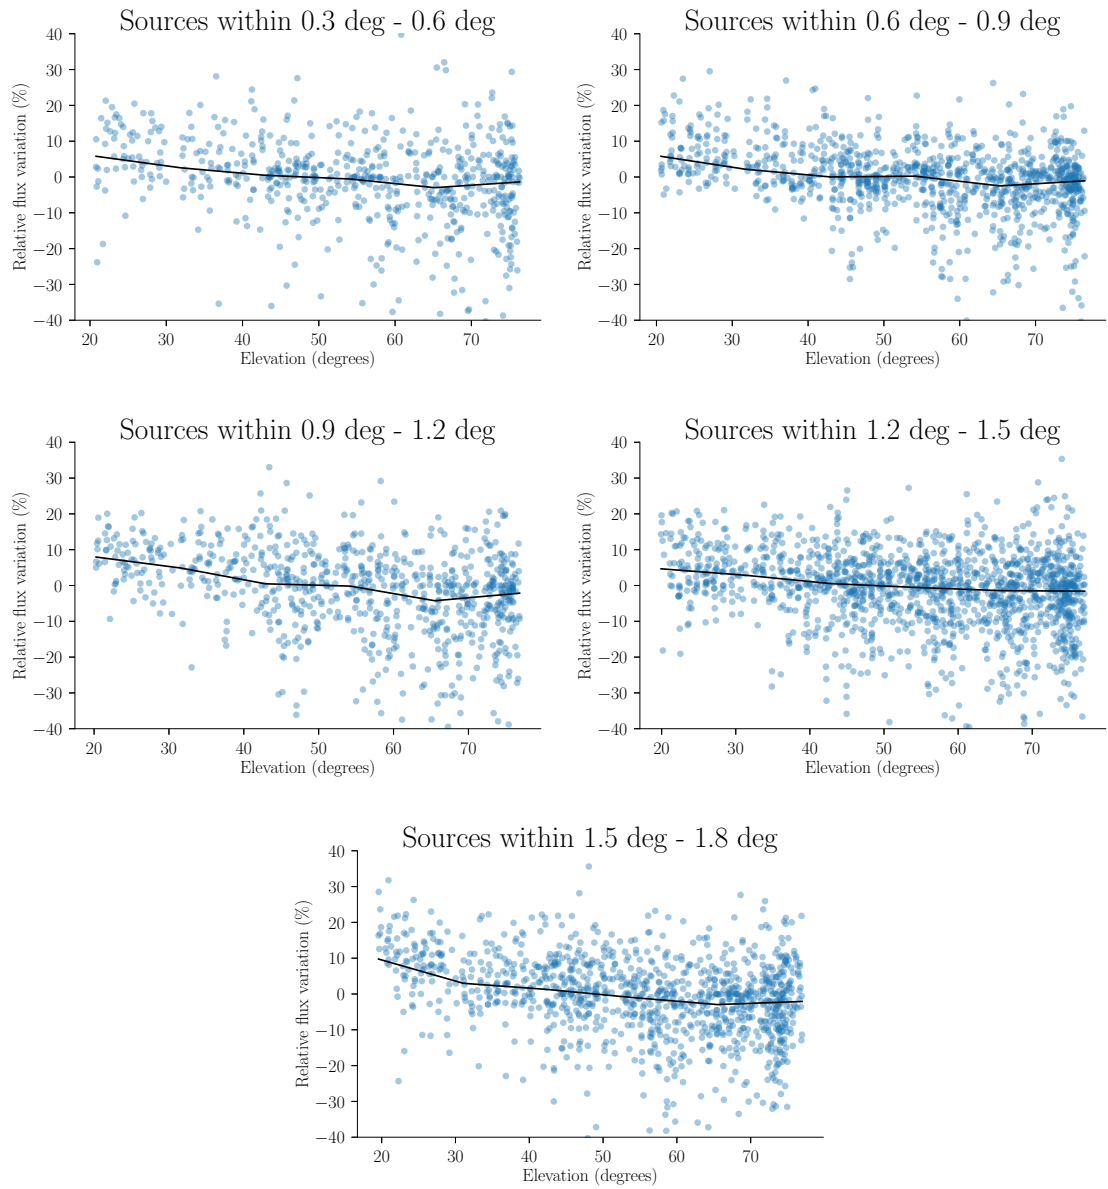 Sources within 0.3 deg - 0.6 deg
Relative flux variation (%)
40
30
20
10
0
−10
−20
−30
−40
20 30 40 50 60 70
Elevation (degrees)
Sources within 0.6 deg - 0.9 deg
Relative flux variation (%)
40
30
20
10
0
−10
−20
−30
−40
20 30 40 50 60 70
Elevation (degrees)
Sources within 0.9 deg - 1.2 deg
Relative flux variation (%)
40
30
20
10
0
−10
−20
−30
−40
20 30 40 50 60 70
Elevation (degrees)
Sources within 1.2 deg - 1.5 deg
Relative flux variation (%)
40
30
20
10
0
−10
−20
−30
−40
20 30 40 50 60 70
Elevation (degrees)
Sources within 1.5 deg - 1.8 deg
Relative flux variation (%)
40
30
20
10
0
−10
−20
−30
−40
20 30 40 50 60 70
Elevation (degrees)